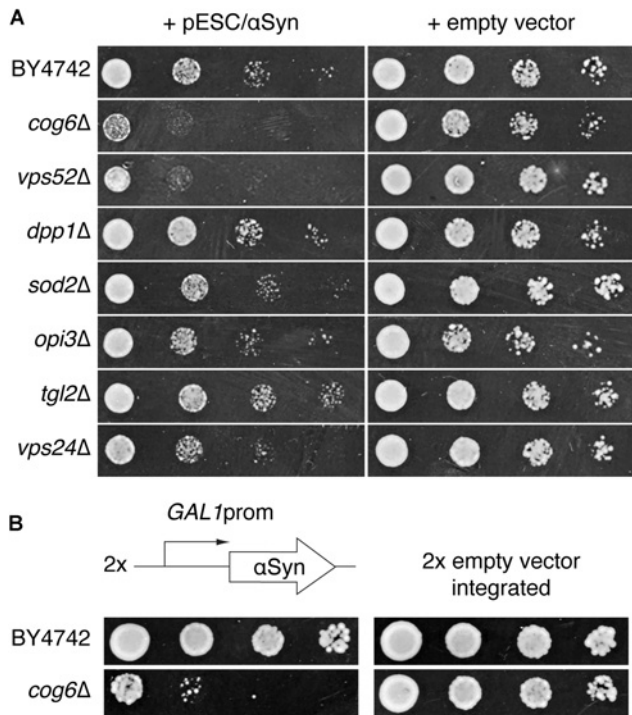 A
+ pESC/αSyn + empty vector
BY4742
cog6Δ
vps52Δ
dpp1Δ
sod2Δ
opi3Δ
tgl2Δ
vps24Δ
B
GAL1prom
2x αSyn
2x empty vector
integrated
BY4742
cog6Δ